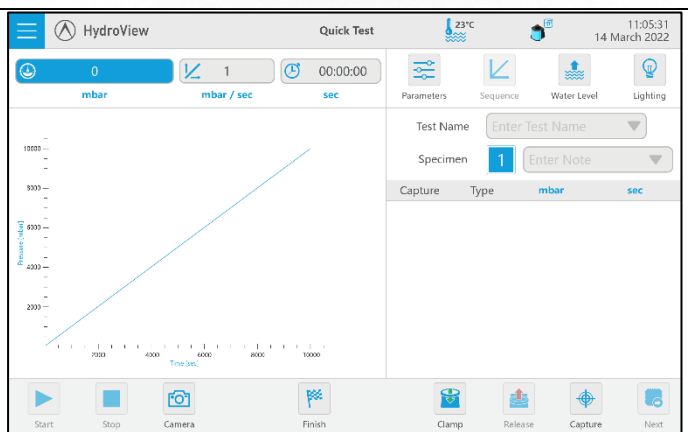 HydroView
Quick Test
23°C
11:05:31
14 March 2022
0
1
00:00:00
mbar
mbar / sec
sec
Parameters
Sequence
Water Level
Lighting
Test Name
Enter Test Name
Specimen
1
Enter Note
Capture
Type
mbar
sec
Pressure [mbar]
10000
8000
6000
4000
2000
2000
4000
6000
8000
10000
Time [sec]
Start
Stop
Camera
Finish
Clamp
Release
Capture
Next